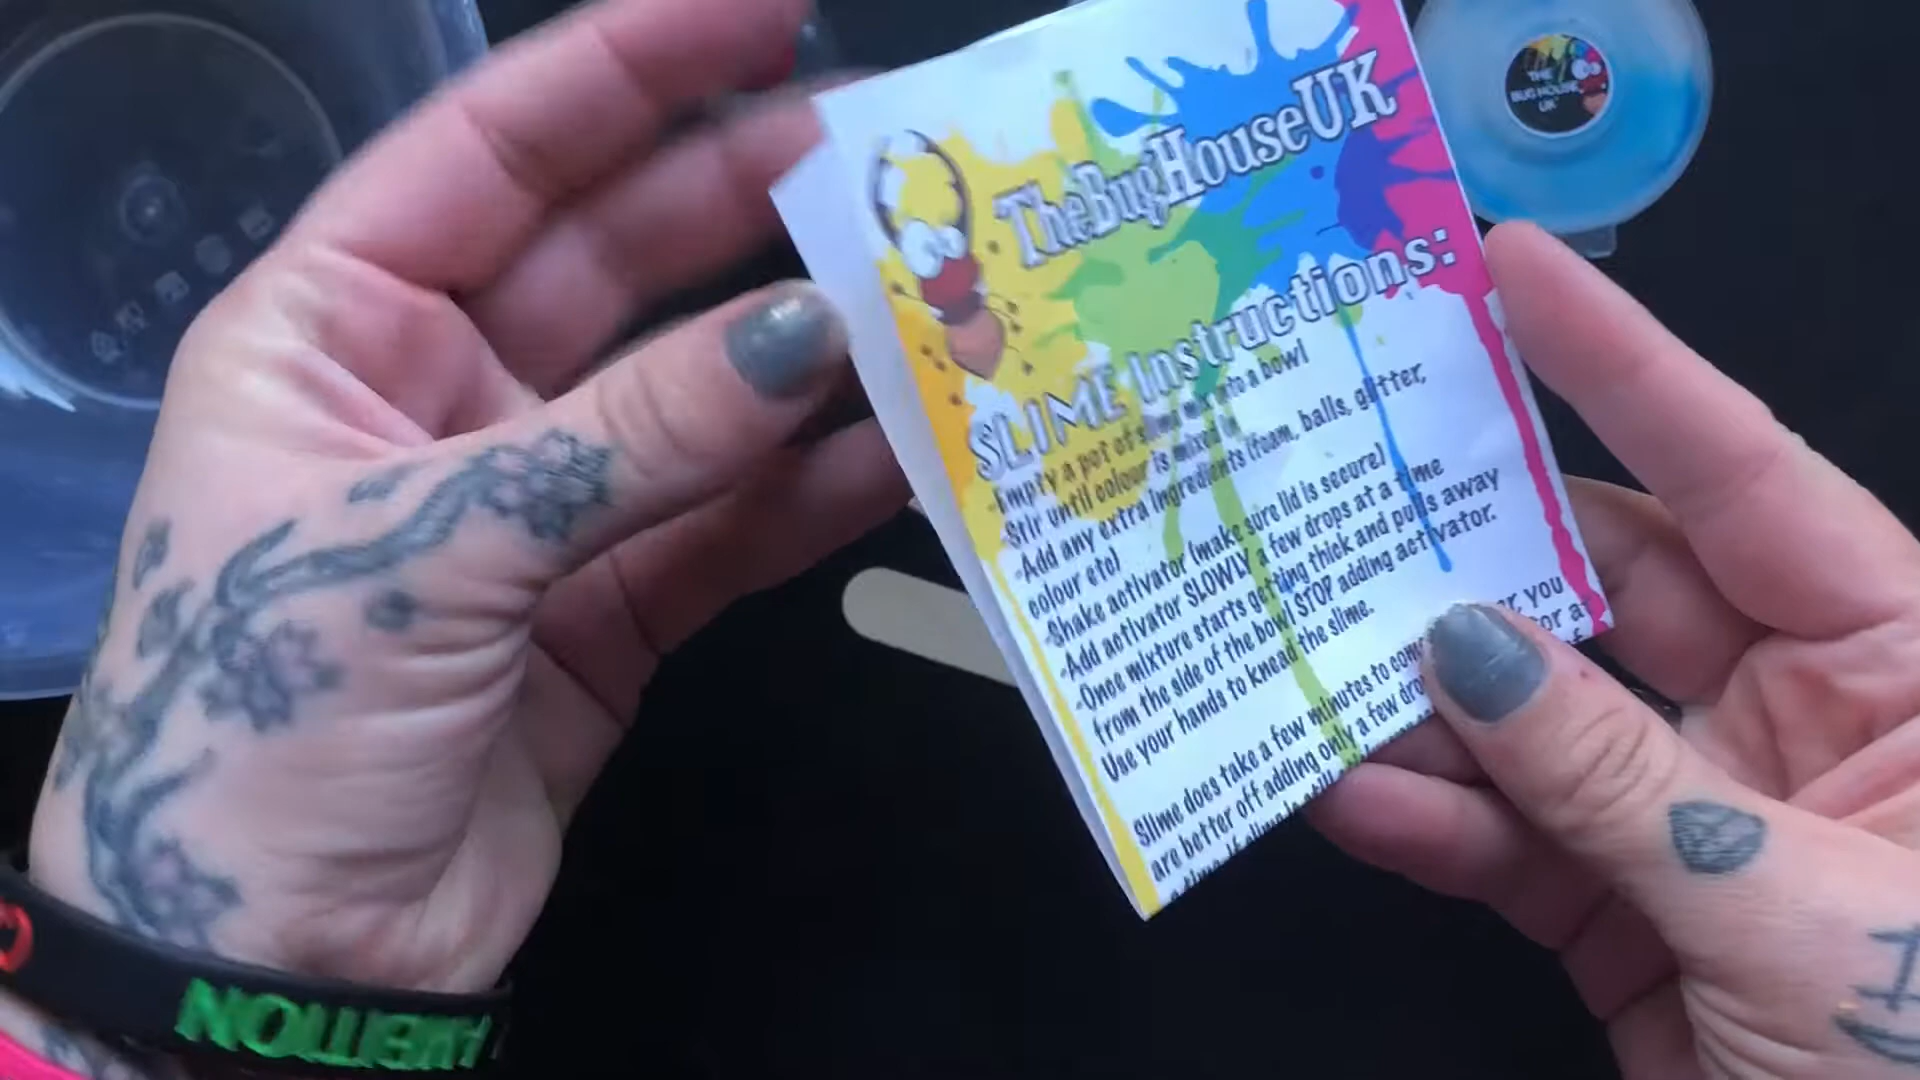 TheBugHouseUK
SLIME Instructions:
-Empty a pot of slime mix into a bowl
-Stir until colour is mixed in
-Add any extra ingredients (foam, balls, glitter,
colour etc)
-Shake activator (make sure lid is secure)
-Add activator SLOWLY a few drops at a time
-Once mixture starts getting thick and pulls away
from the side of the bowl STOP adding activator.
Use your hands to knead the slime.
Slime does take a few minutes to you
are better off adding only a few
THE
BUG HOUSE
UK